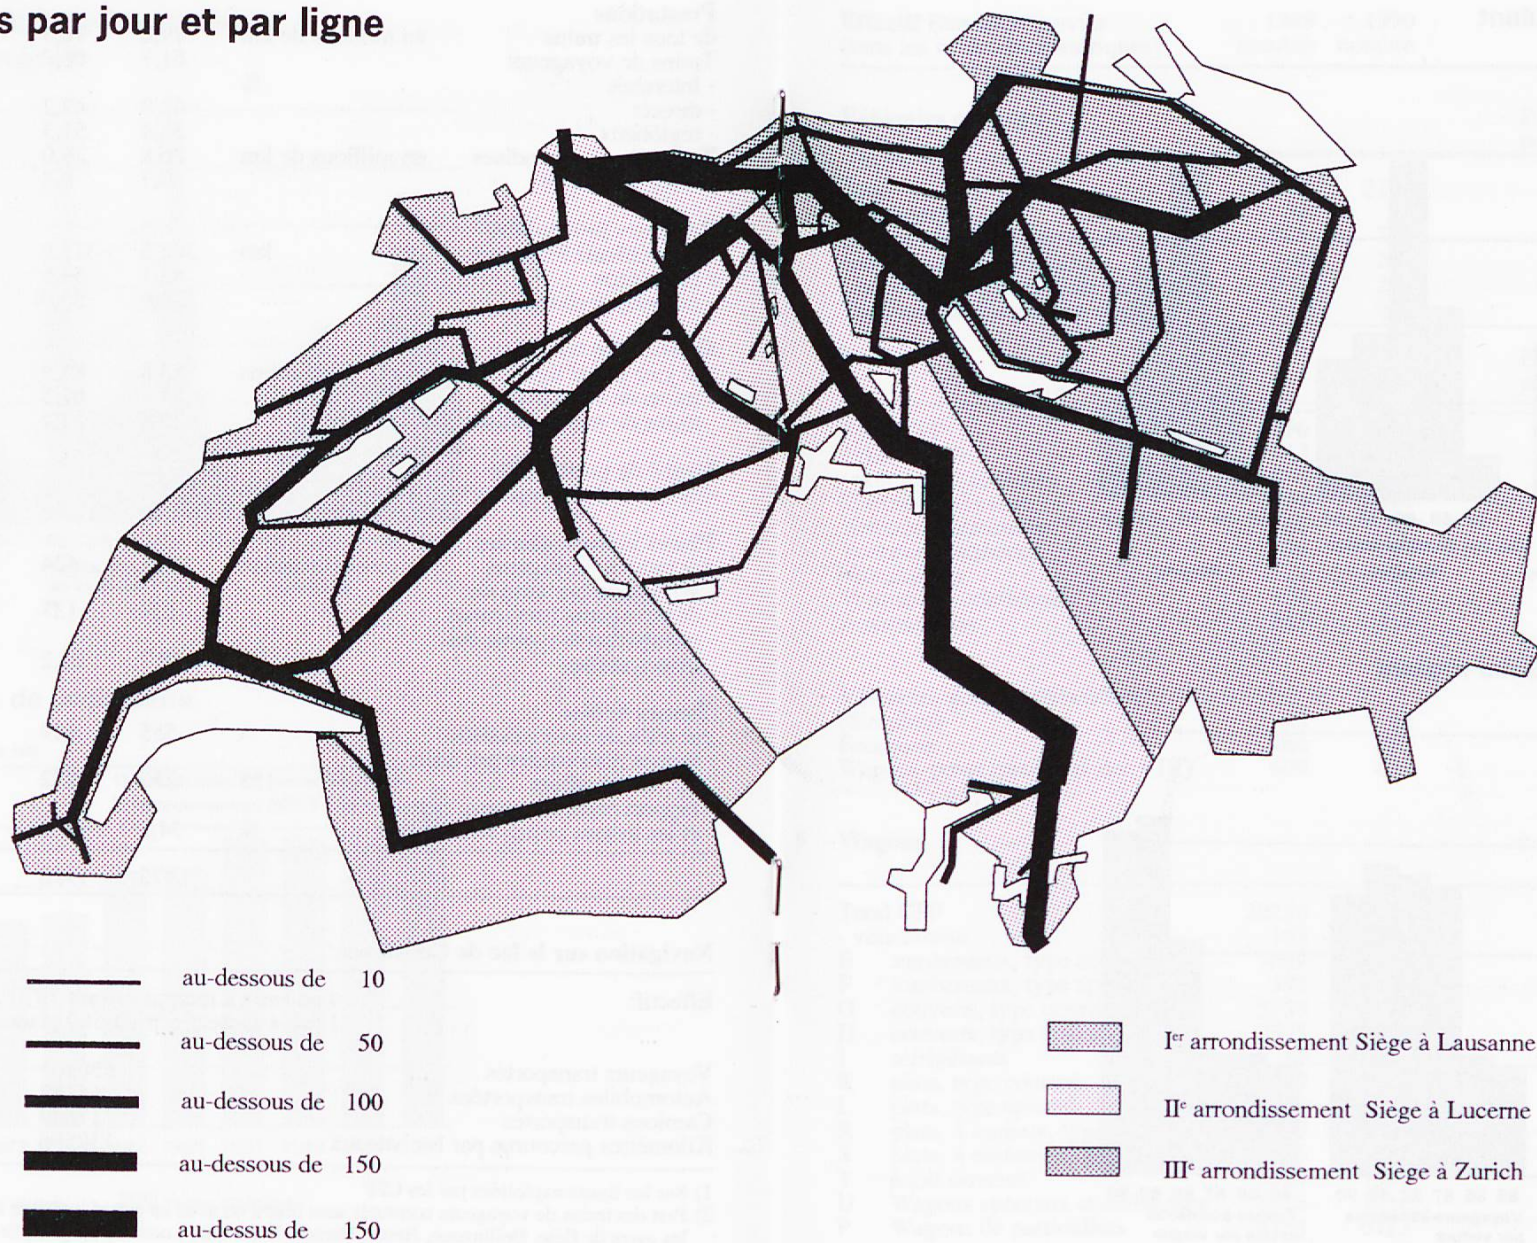 s par jour et par ligne
au-dessous de 10
au-dessous de 50
au-dessous de 100
au-dessous de 150
au-dessus de 150
Ier arrondissement Siège à Lausanne
IIe arrondissement Siège à Lucerne
IIIe arrondissement Siège à Zurich